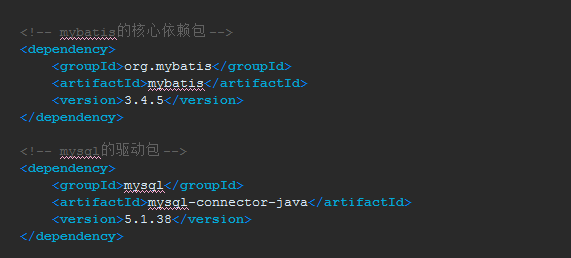 <!-- mybatis的核心依赖包 -->
<dependency>
<groupId>org.mybatis</groupId>
<artifactId>mybatis</artifactId>
<version>3.4.5</version>
</dependency>
<!-- mysql的驱动包 -->
<dependency>
<groupId>mysql</groupId>
<artifactId>mysql-connector-java</artifactId>
<version>5.1.38</version>
</dependency>